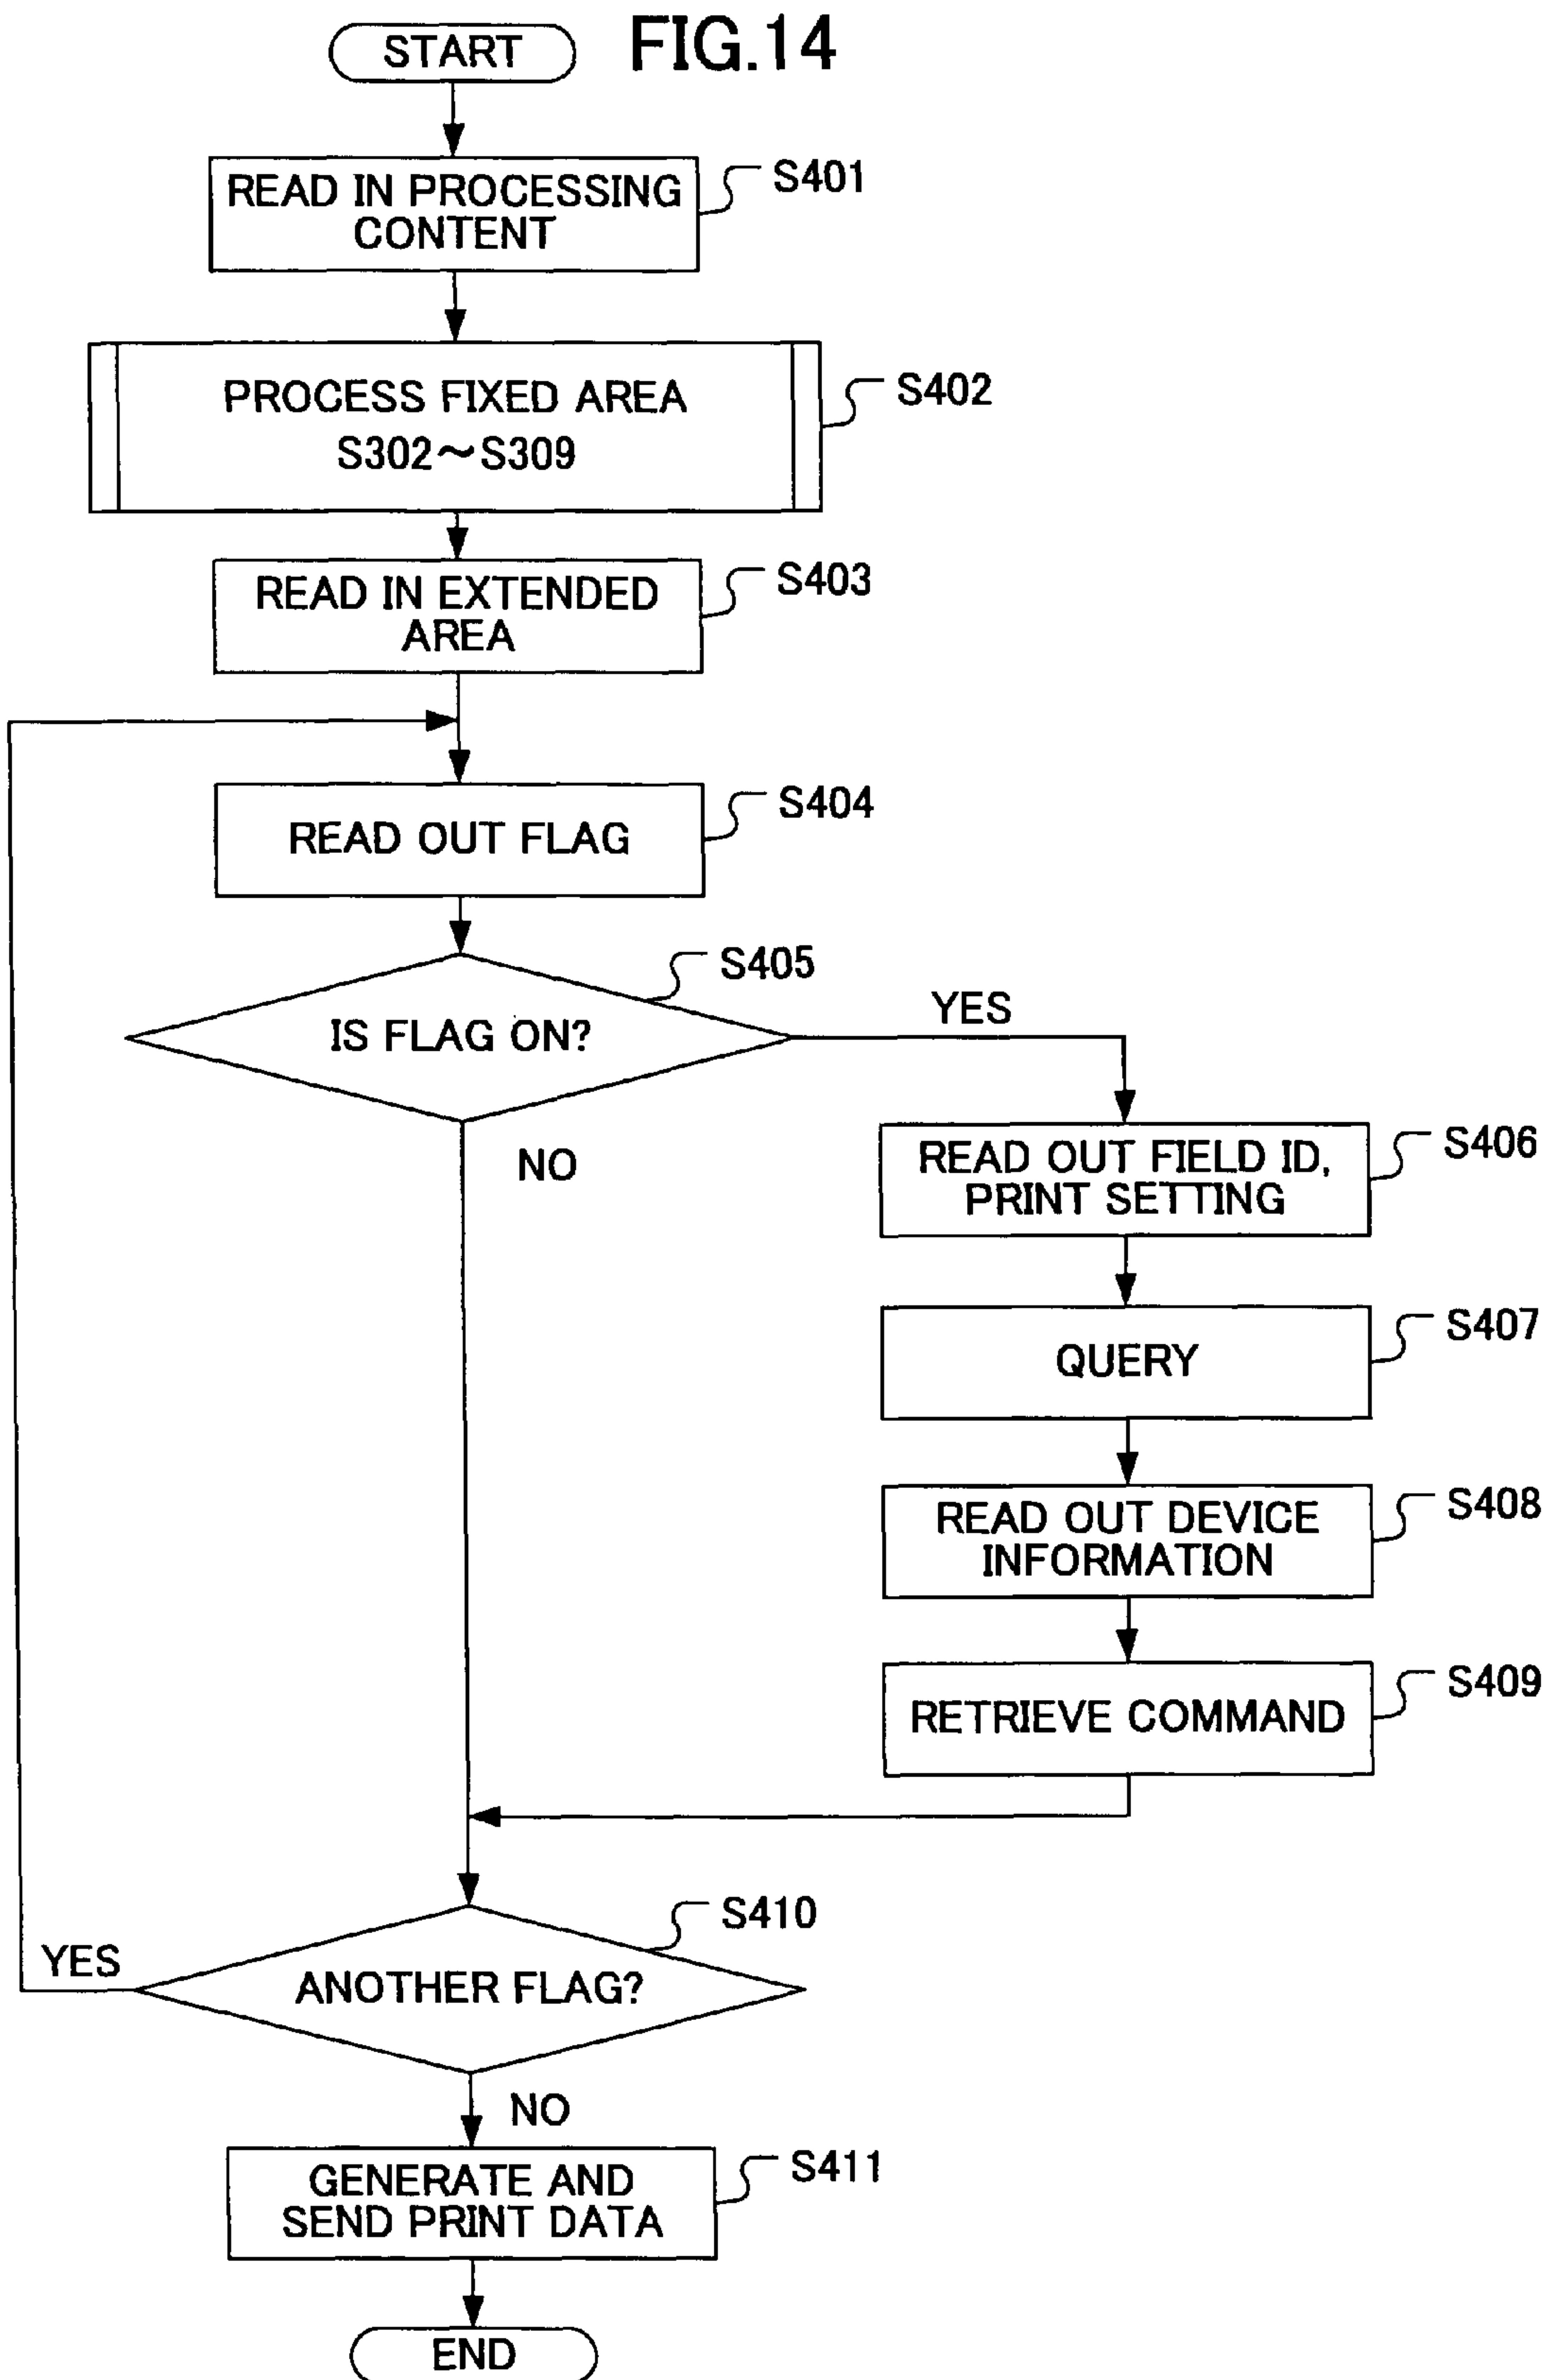 FIG.14
START
READ IN PROCESSING
CONTENT
S401
PROCESS FIXED AREA
S302~S309
S402
READ IN EXTENDED
AREA
S403
READ OUT FLAG
S404
IS FLAG ON?
S405
YES
NO
READ OUT FIELD ID,
PRINT SETTING
S406
QUERY
S407
READ OUT DEVICE
INFORMATION
S408
RETRIEVE COMMAND
S409
ANOTHER FLAG?
S410
YES
NO
GENERATE AND
SEND PRINT DATA
S411
END